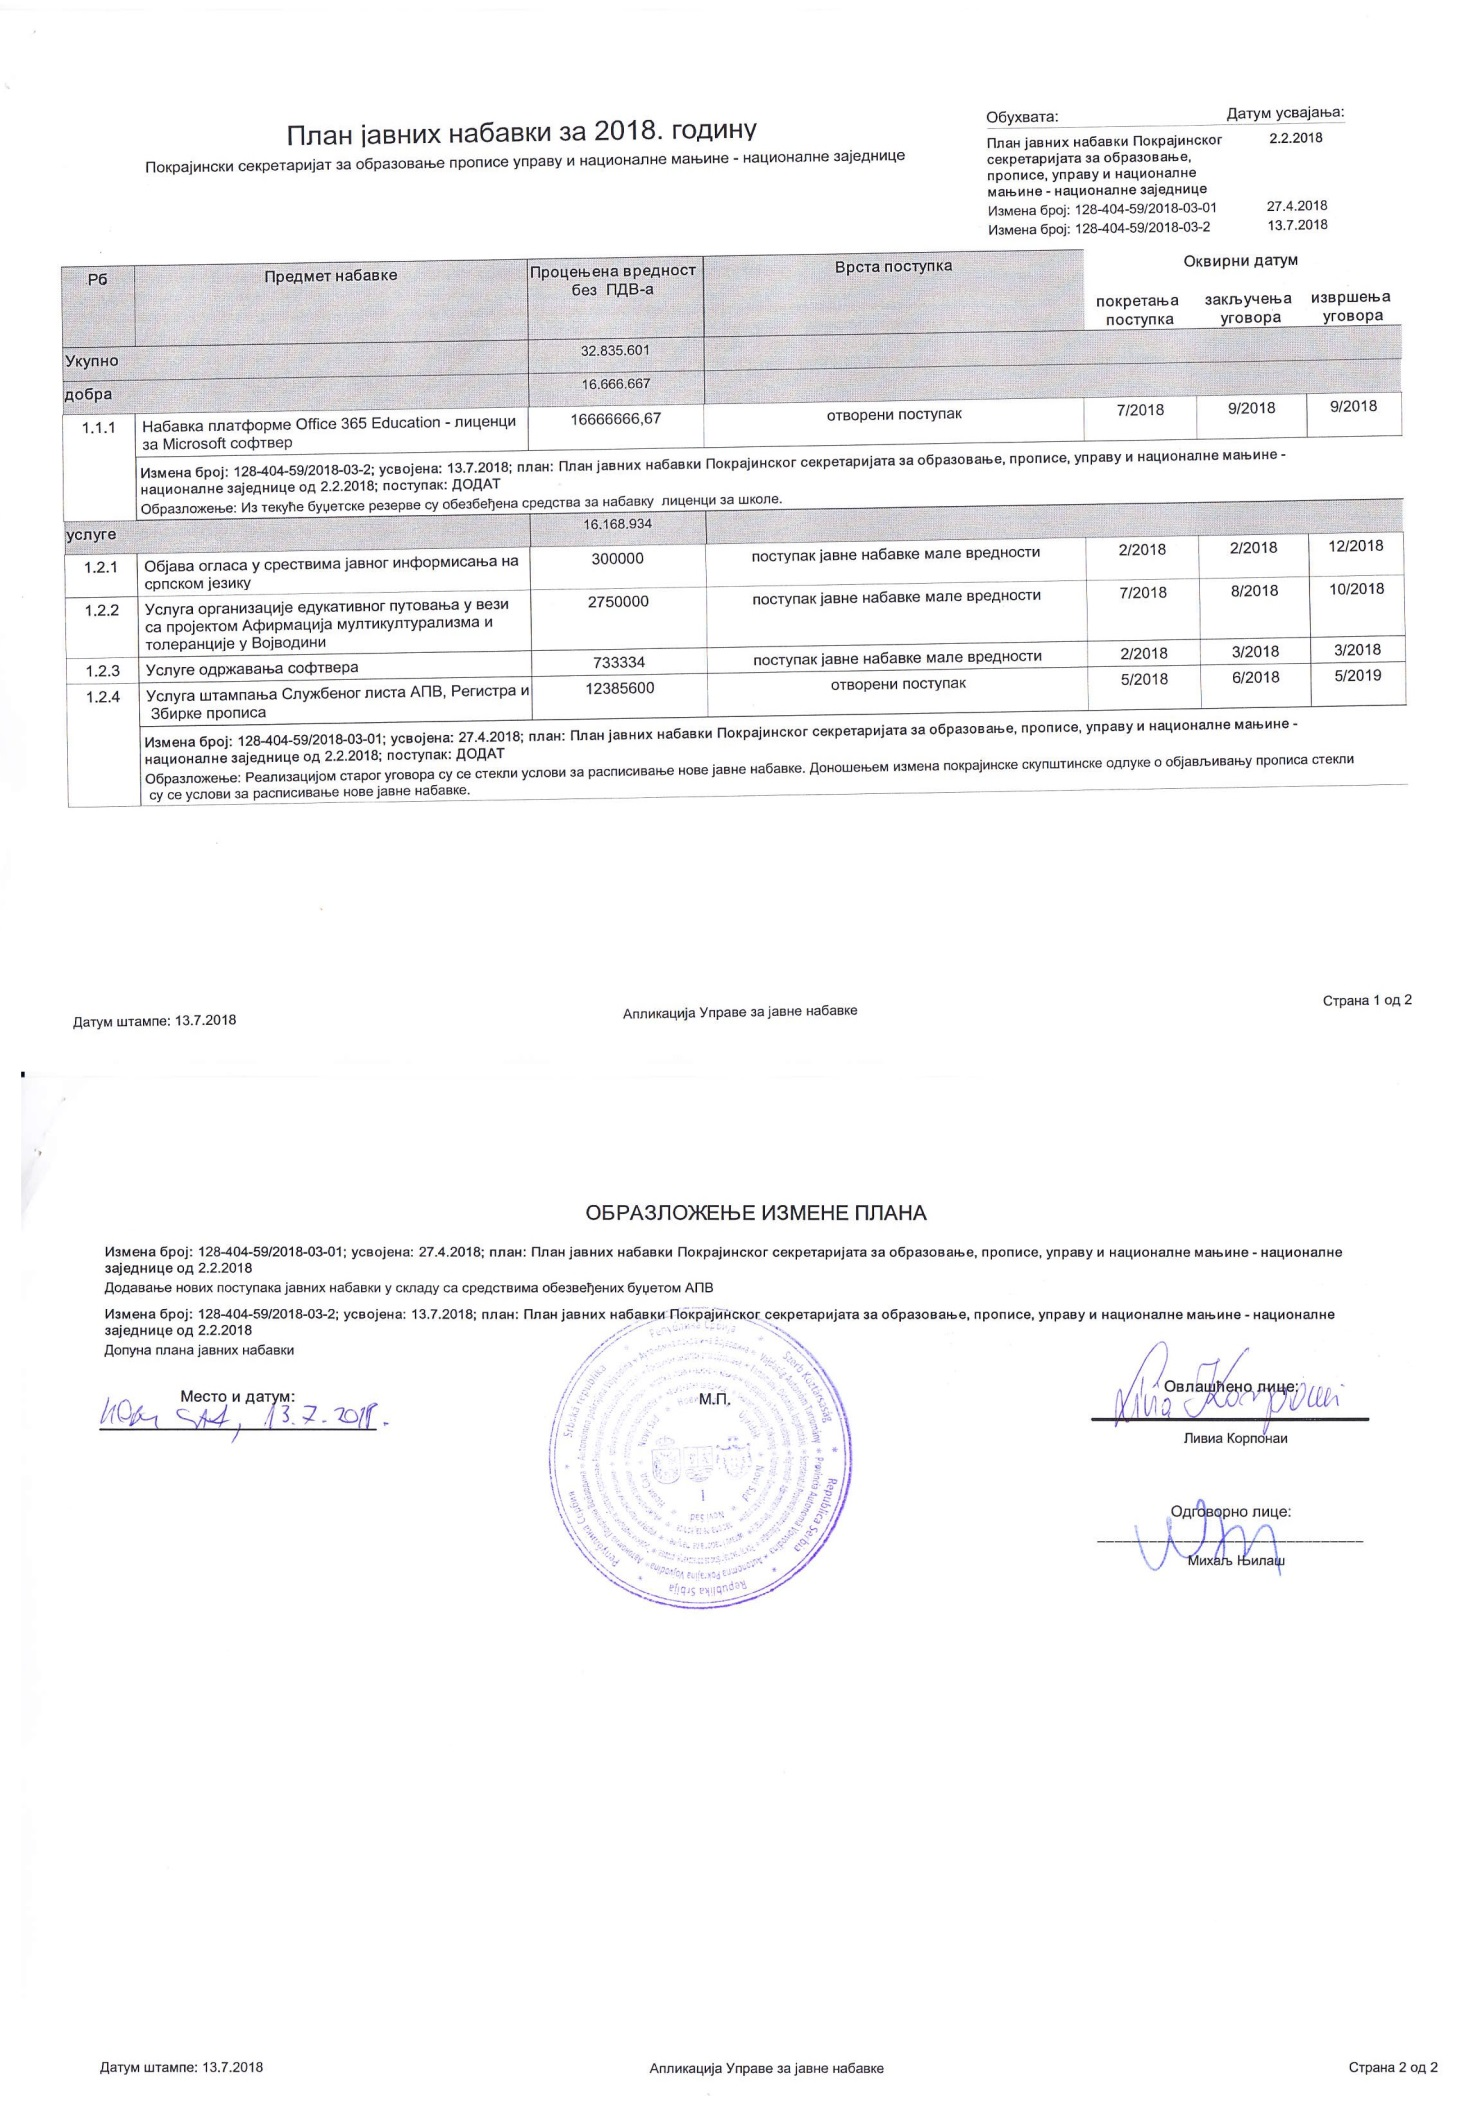 План јавних набавки за 2018. годину
Покрајински секретаријат за образовање прописе управу и националне мањине - националне заједнице
Обухвата: Датум усвајања:
План јавних набавки Покрајинског 2.2.2018
секретаријата за образовање,
прописе, управу и националне
мањине - националне заједнице
Измена број: 128-404-59/2018-03-01 27.4.2018
Измена број: 128-404-59/2018-03-2 13.7.2018
Рб Предмет набавке Процењена вредност Врста поступка Оквирни датум
без ПДВ-а
покретања закључења извршења
поступка уговора уговора
Укупно 32.835.601
добра 16.666.667
1.1.1 Набавка платформе Office 365 Education - лиценци 16666666,67 отворени поступак 7/2018 9/2018 9/2018
за Microsoft софтвер
Измена број: 128-404-59/2018-03-2; усвојена: 13.7.2018; план: План јавних набавки Покрајинског секретаријата за образовање, прописе, управу и националне мањине -
националне заједнице од 2.2.2018; поступак: ДОДАТ
Образложење: Из текуће буџетске резерве су обезбеђена средства за набавку лиценци за школе.
услуге 16.168.934
1.2.1 Објава огласа у срествима јавног информисања на 300000 поступак јавне набавке мале вредности 2/2018 2/2018 12/2018
српском језику
1.2.2 Услуга организације едукативног путовања у вези 2750000 поступак јавне набавке мале вредности 7/2018 8/2018 10/2018
са пројектом Афирмација мултикултурализма и
толеранције у Војводини
1.2.3 Услуге одржавања софтвера 733334 поступак јавне набавке мале вредности 2/2018 3/2018 3/2018
1.2.4 Услуга штампања Службеног листа АПВ, Регистра и 12385600 отворени поступак 5/2018 6/2018 5/2019
Збирке прописа
Измена број: 128-404-59/2018-03-01; усвојена: 27.4.2018; план: План јавних набавки Покрајинског секретаријата за образовање, прописе, управу и националне мањине -
националне заједнице од 2.2.2018; поступак: ДОДАТ
Образложење: Реализацијом старог уговора су се стекли услови за расписивање нове јавне набавке. Доношењем измена покрајинске скупштинске одлуке о објављивању прописа стекли
су се услови за расписивање нове јавне набавке.
Датум штампе: 13.7.2018 Апликација Управе за јавне набавке Страна 1 од 2
ОБРАЗЛОЖЕЊЕ ИЗМЕНЕ ПЛАНА
Измена број: 128-404-59/2018-03-01; усвојена: 27.4.2018; план: План јавних набавки Покрајинског секретаријата за образовање, прописе, управу и националне мањине - националне
заједнице од 2.2.2018
Додавање нових поступака јавних набавки у складу са средствима обезвеђених буџетом АПВ
Измена број: 128-404-59/2018-03-2; усвојена: 13.7.2018; план: План јавних набавки Покрајинског секретаријата за образовање, прописе, управу и националне мањине - националне
заједнице од 2.2.2018
Допуна плана јавних набавки
Место и датум: М.П. Овлашћено лице:
13.7.2018.
Ливиа Корпонаи
Одговорно лице:
Михаљ Њилаш
Република Србија
Szerb Köztársaság
Republica Serbia
Republika Srbija
Датум штампе: 13.7.2018 Апликација Управе за јавне набавке Страна 2 од 2